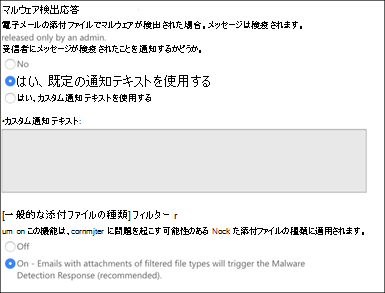 マルウェア検出応答
電子メールの添付ファイルでマルウェアが検出された場合。メッセージは検疫されます。
released only by an admin.
受信者にメッセージが検疫されたことを通知するかどうか。
No
はい、既定の通知テキストを使用する
はい、カスタム通知テキストを使用する
・カスタム通知テキスト:
[一般的な添付ファイルの種類]フィルター r
um on この機能は、cornmjter に問題を起こす可能性のある Nock た添付ファイルの種類に適用されます。
Off
On - Emails with attachments of filtered file types will trigger the Malware
Detection Response (recommended).